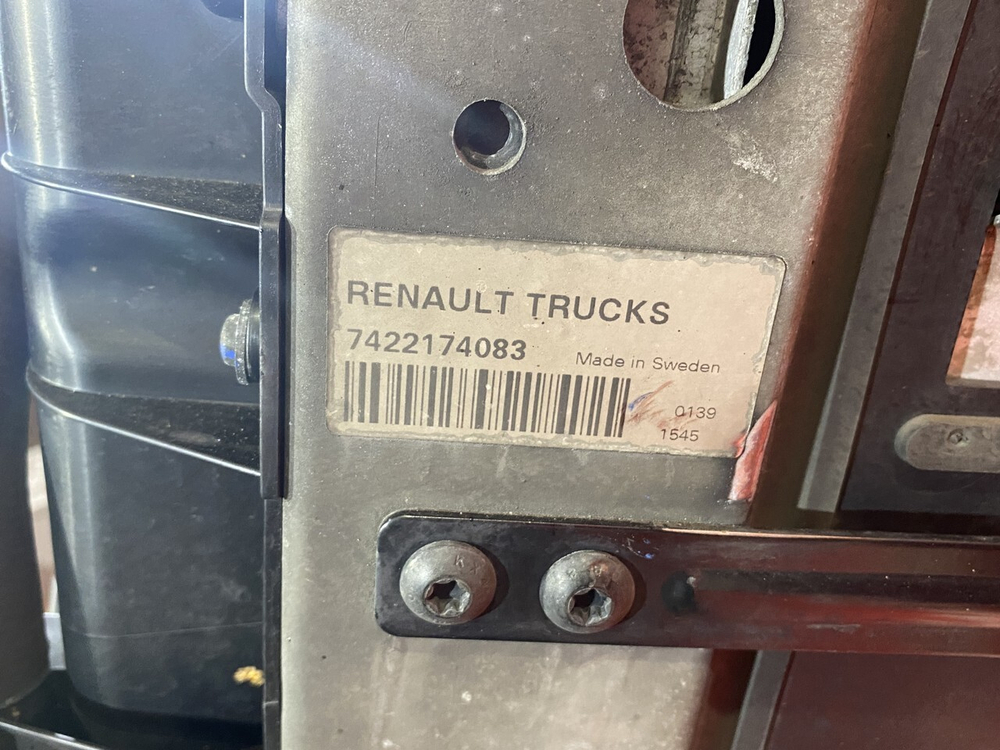 RENAULT TRUCKS
7422174083
Made in Sweden
0139
1545